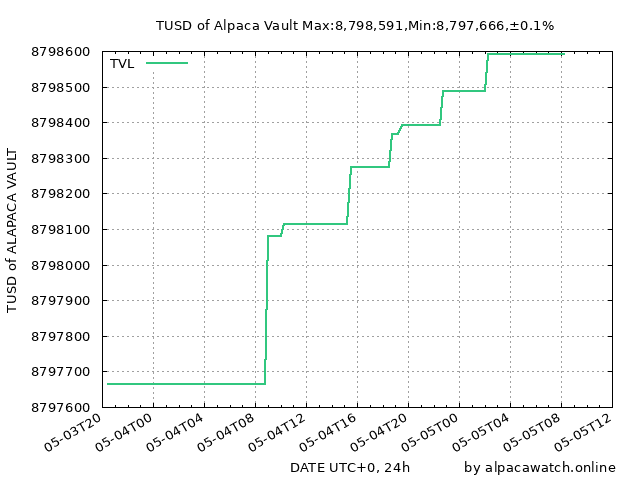 TUSD of Alpaca Vault Max:8,798,591,Min:8,797,666,±0.1%
TVL
TUSD of ALAPACA VAULT
8798600
8798500
8798400
8798300
8798200
8798100
8798000
8797900
8797800
8797700
8797600
05-03T20
05-04T00
05-04T04
05-04T08
05-04T12
05-04T16
05-04T20
05-05T00
05-05T04
05-05T08
05-05T12
DATE UTC+0, 24h
by alpacawatch.online